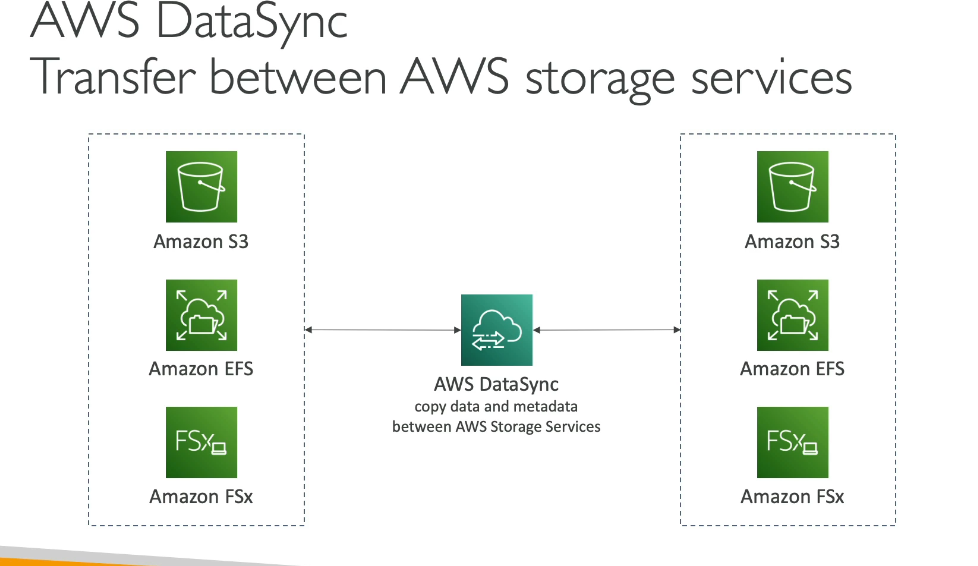 AWS DataSync
Transfer between AWS storage services
Amazon S3
Amazon EFS
FSx
Amazon FSx
AWS DataSync
copy data and metadata
between AWS Storage Services
Amazon S3
Amazon EFS
FSx
Amazon FSx